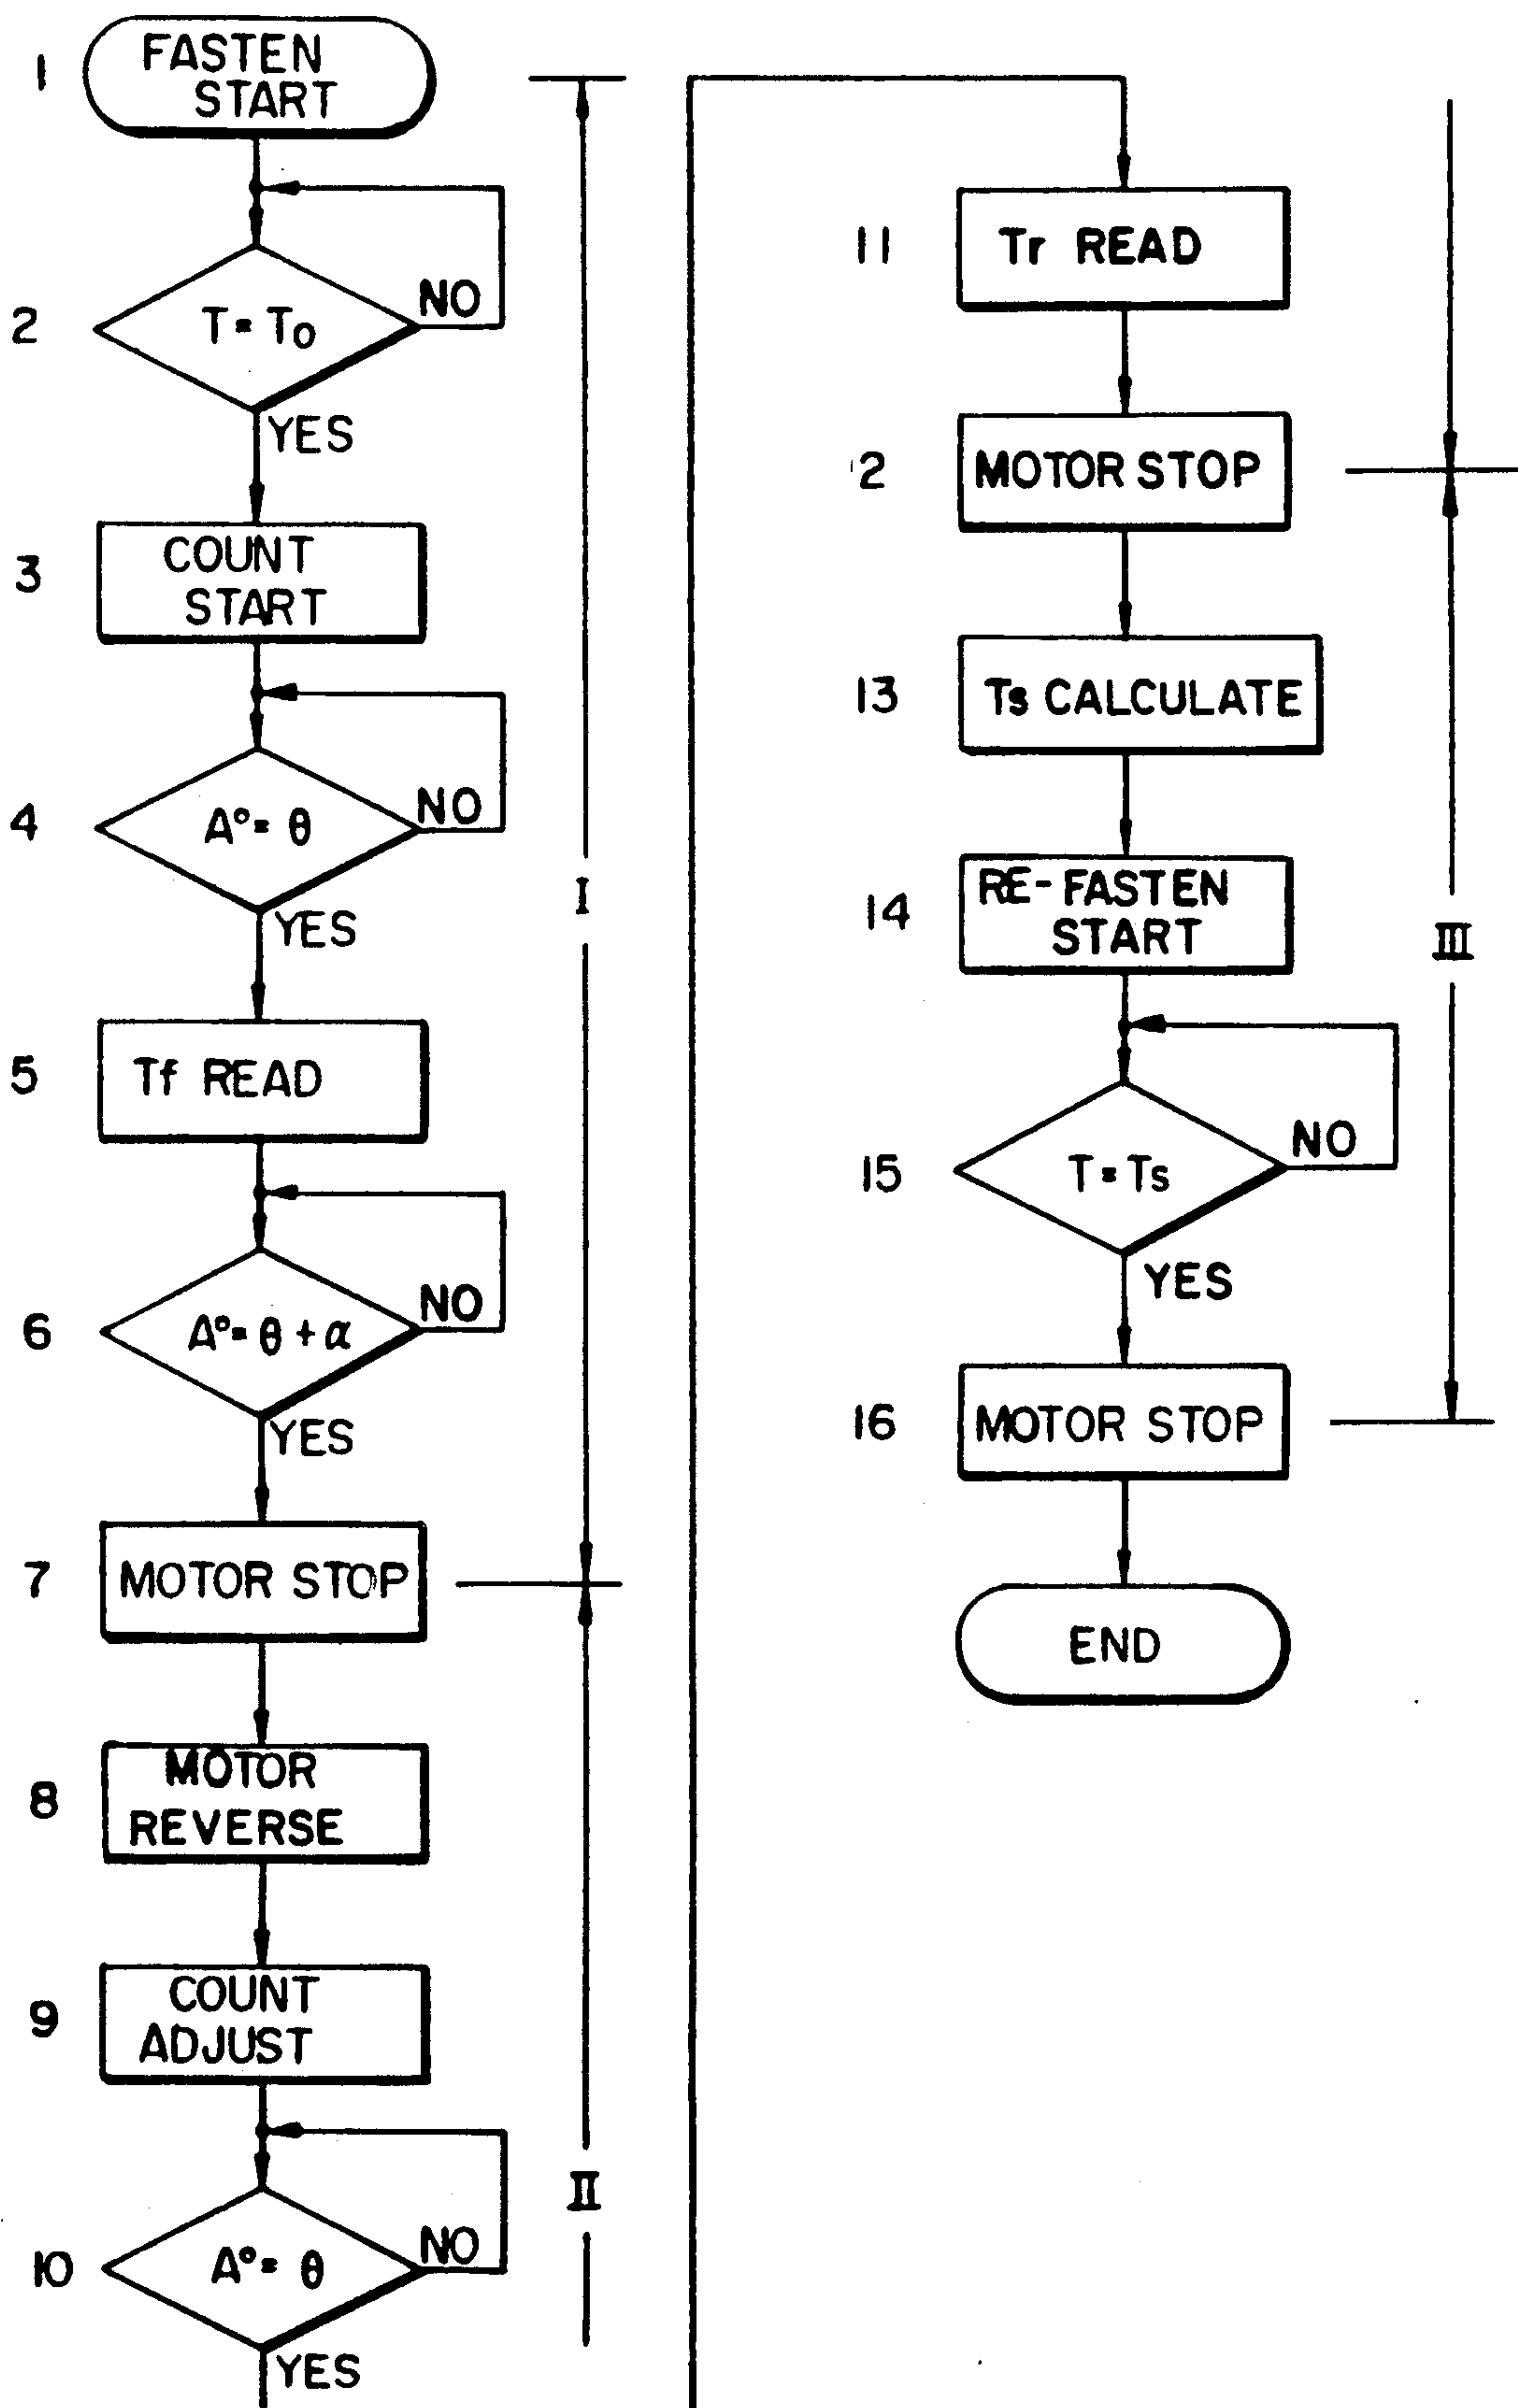 1
FASTEN
START
2
T = To
NO
YES
3
COUNT
START
4
A° = θ
NO
YES
5
Tf READ
6
A° = θ + α
NO
YES
7
MOTOR STOP
8
MOTOR
REVERSE
9
COUNT
ADJUST
10
A° = θ
NO
YES
I
II
11
Tr READ
12
MOTOR STOP
13
Ts CALCULATE
14
RE-FASTEN
START
15
T = Ts
NO
YES
16
MOTOR STOP
END
III